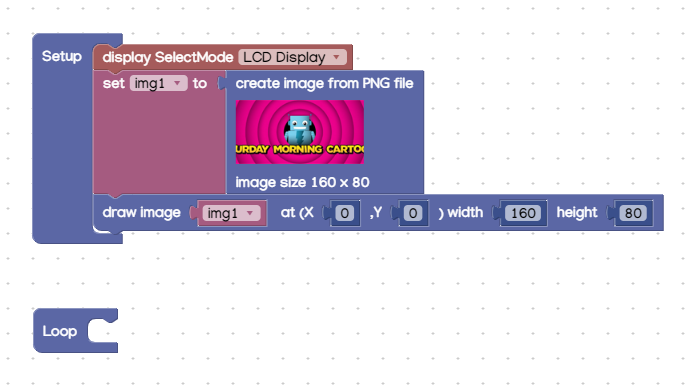 Setup
display SelectMode LCD Display
set img1 to create image from PNG file
URDAY MORNING CARTOO
image size 160 x 80
draw image img1 at (X 0 ,Y 0 ) width 160 height 80
Loop